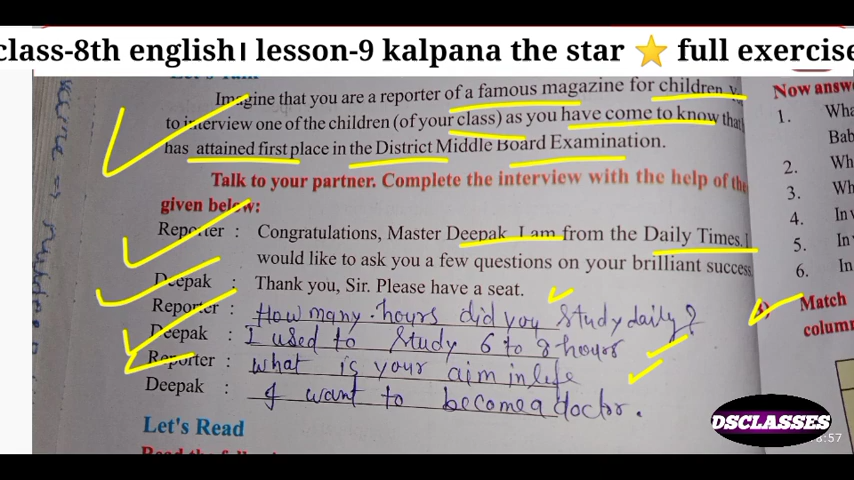 class-8th english। lesson-9 kalpana the star ⭐ full exercise
Let's Talk
Imagine that you are a reporter of a famous magazine for children. Y
to interview one of the children (of your class) as you have come to know that
has attained first place in the District Middle Board Examination.
Talk to your partner. Complete the interview with the help of the
given below:
Reporter : Congratulations, Master Deepak. I am from the Daily Times. I
would like to ask you a few questions on your brilliant success.
Deepak : Thank you, Sir. Please have a seat.
Reporter : How many hours did you study daily?
Deepak : I used to study 6 to 8 hours
Reporter : what is your aim in life
Deepak : I want to become a doctor.
Let's Read
Now answ
1. Wha
Bab
2. Wh
3. Wh
4. In v
5. In v
6. In
Match
column
DSCLASSES
8:57